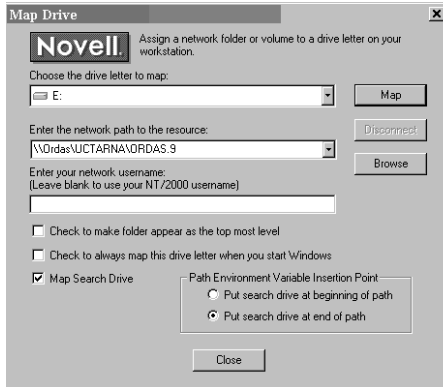 Map Drive
Novell.
Assign a network folder or volume to a drive letter on your
workstation.
Choose the drive letter to map:
E:
Map
Enter the network path to the resource:
Disconnect
\\Ordas\UCTARNA\ORDAS.9
Browse
Enter your network username:
(Leave blank to use your NT/2000 username)
Check to make folder appear as the top most level
Check to always map this drive letter when you start Windows
Map Search Drive
Path Environment Variable Insertion Point
Put search drive at beginning of path
Put search drive at end of path
Close